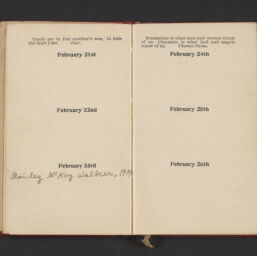 Teach me to feel another's woe, to hide
the fault I see. Pope.
February 21st
February 22nd
February 23rd
Stanley McKay Walker, 1919
Reputation is what men and women think
of us. Character is what God and angels
know of us. Thomas Paine.
February 24th
February 25th
February 26th